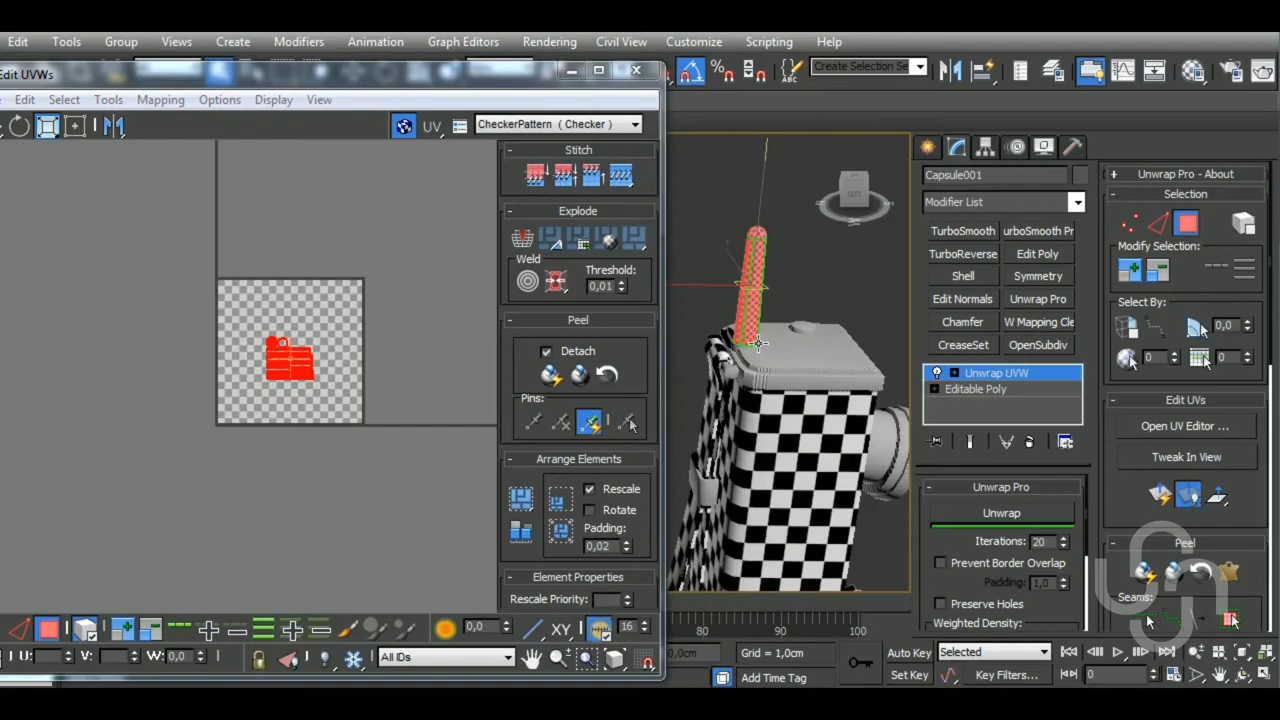 Edit Tools Group Views Create Modifiers Animation Graph Editors Rendering Civil View Customize Scripting Help
Create Selection Se
Edit UVWs
Edit Select Tools Mapping Options Display View
UV CheckerPattern ( Checker )
Stitch
Explode
Weld
Threshold:
0,01
Peel
Detach
Pins:
Arrange Elements
Rescale
Rotate
Padding:
0,02
Element Properties
Rescale Priority:
0,0 XY 16
U: V: W: 0,0 All IDs
80 90 100
0,0cm Grid = 1,0cm
Add Time Tag
Auto Key Selected
Set Key Key Filters... 0
Capsule001
Modifier List
TurboSmooth urboSmooth Pr
TurboReverse Edit Poly
Shell Symmetry
Edit Normals Unwrap Pro
Chamfer W Mapping Cle
CreaseSet OpenSubdiv
Unwrap UVW
Editable Poly
Unwrap Pro
Unwrap
Iterations: 20
Prevent Border Overlap
Padding: 1,0
Preserve Holes
Weighted Density:
Unwrap Pro - About
Selection
Modify Selection:
Select By:
0,0
0 0
Edit UVs
Open UV Editor ...
Tweak In View
Peel
Seams: